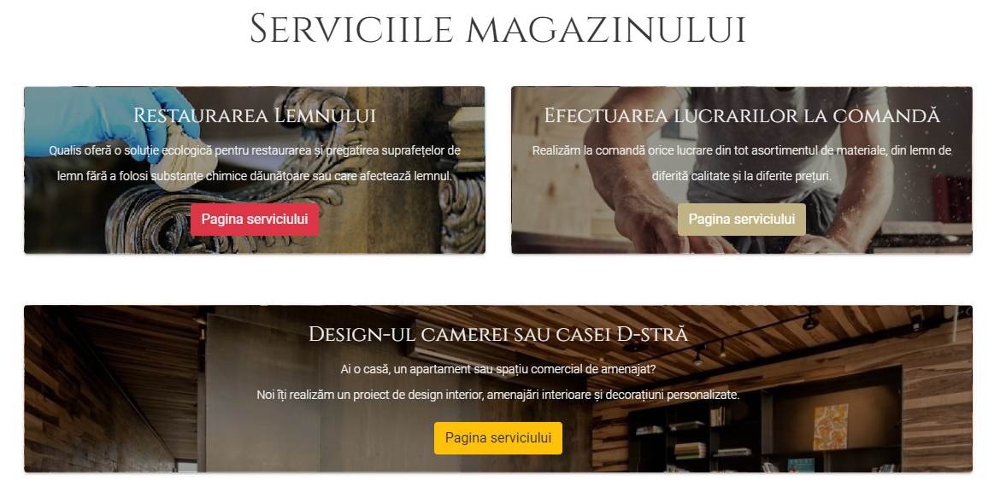 Serviciile magazinului
Restaurarea Lemnului
Qualis oferă o soluție ecologică pentru restaurarea și pregatirea suprafețelor de
lemn fără a folosi substanțe chimice dăunătoare sau care afectează lemnul.
Pagina serviciului
Efectuarea lucrarilor la comandă
Realizăm la comandă orice lucrare din tot asortimentul de materiale, din lemn de
diferită calitate și la diferite prețuri.
Pagina serviciului
Design-ul camerei sau casei D-stră
Ai o casă, un apartament sau spațiu comercial de amenajat?
Noi îți realizăm un proiect de design interior, amenajări interioare și decorațiuni personalizate.
Pagina serviciului